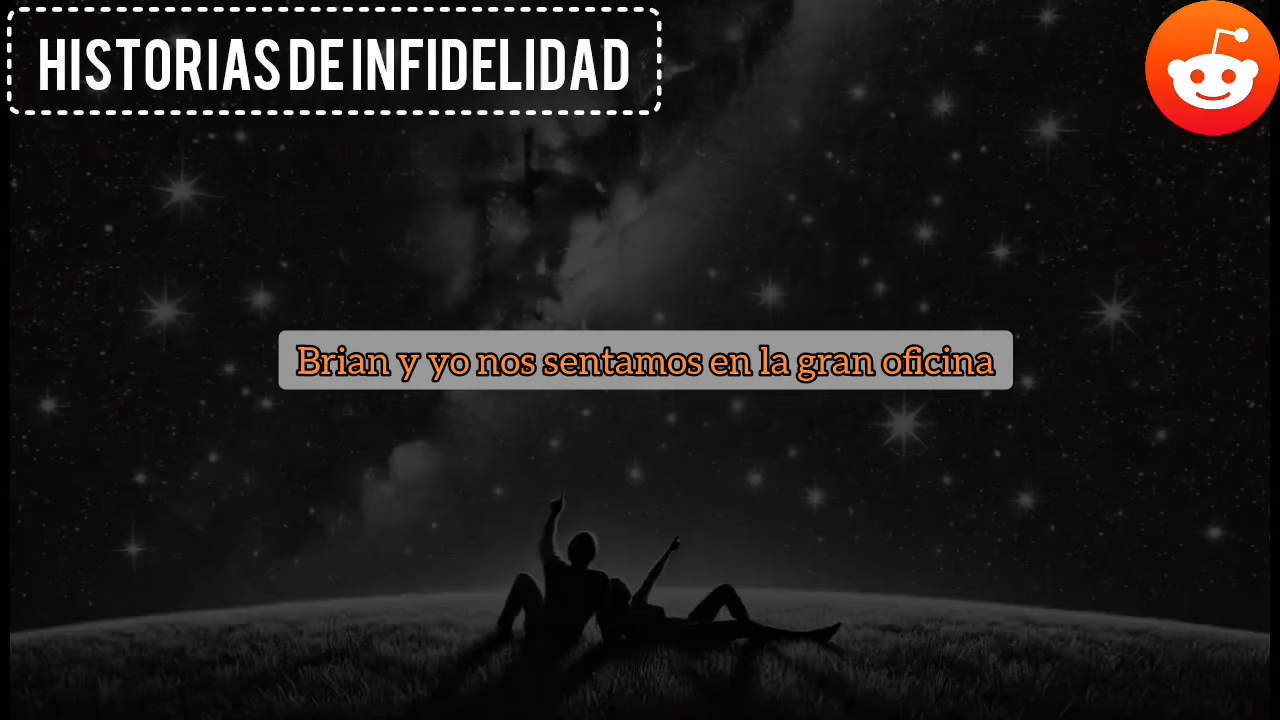 HISTORIAS DE INFIDELIDAD
Brian y yo nos sentamos en la gran oficina